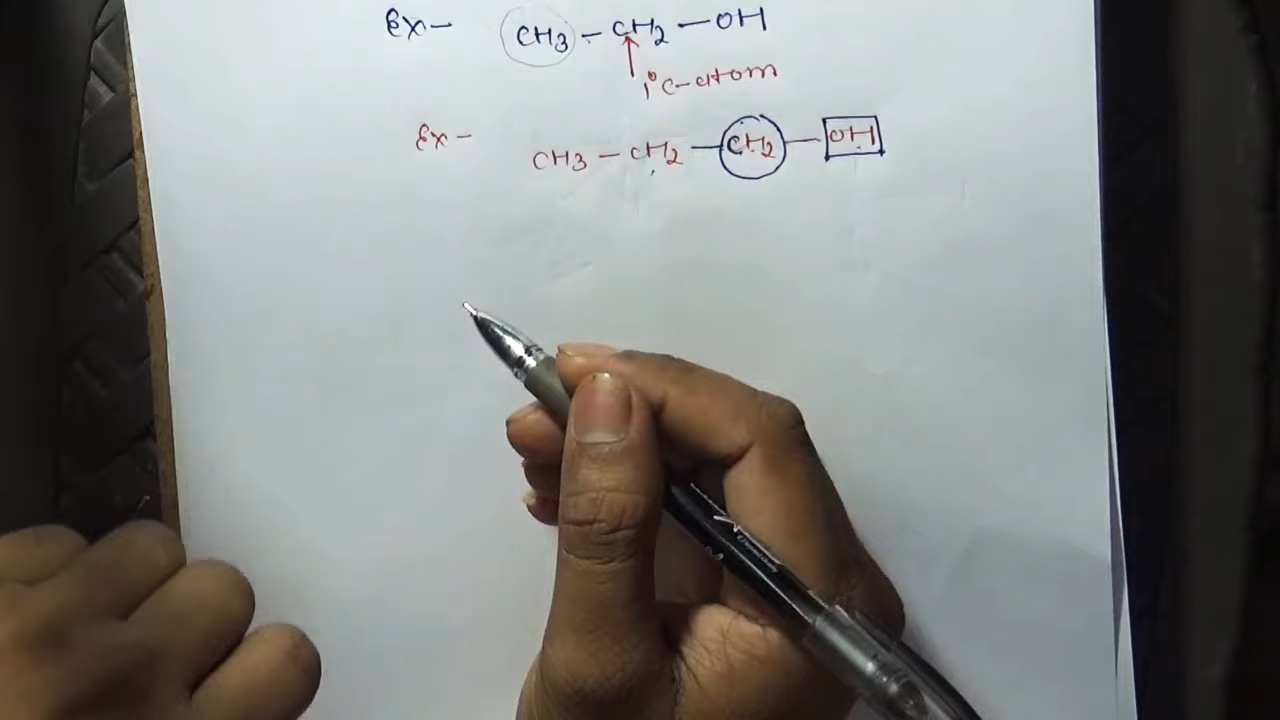 Ex- CH3 - CH2 - OH
1° C-atom
Ex- CH3 - CH2 - CH2 - OH